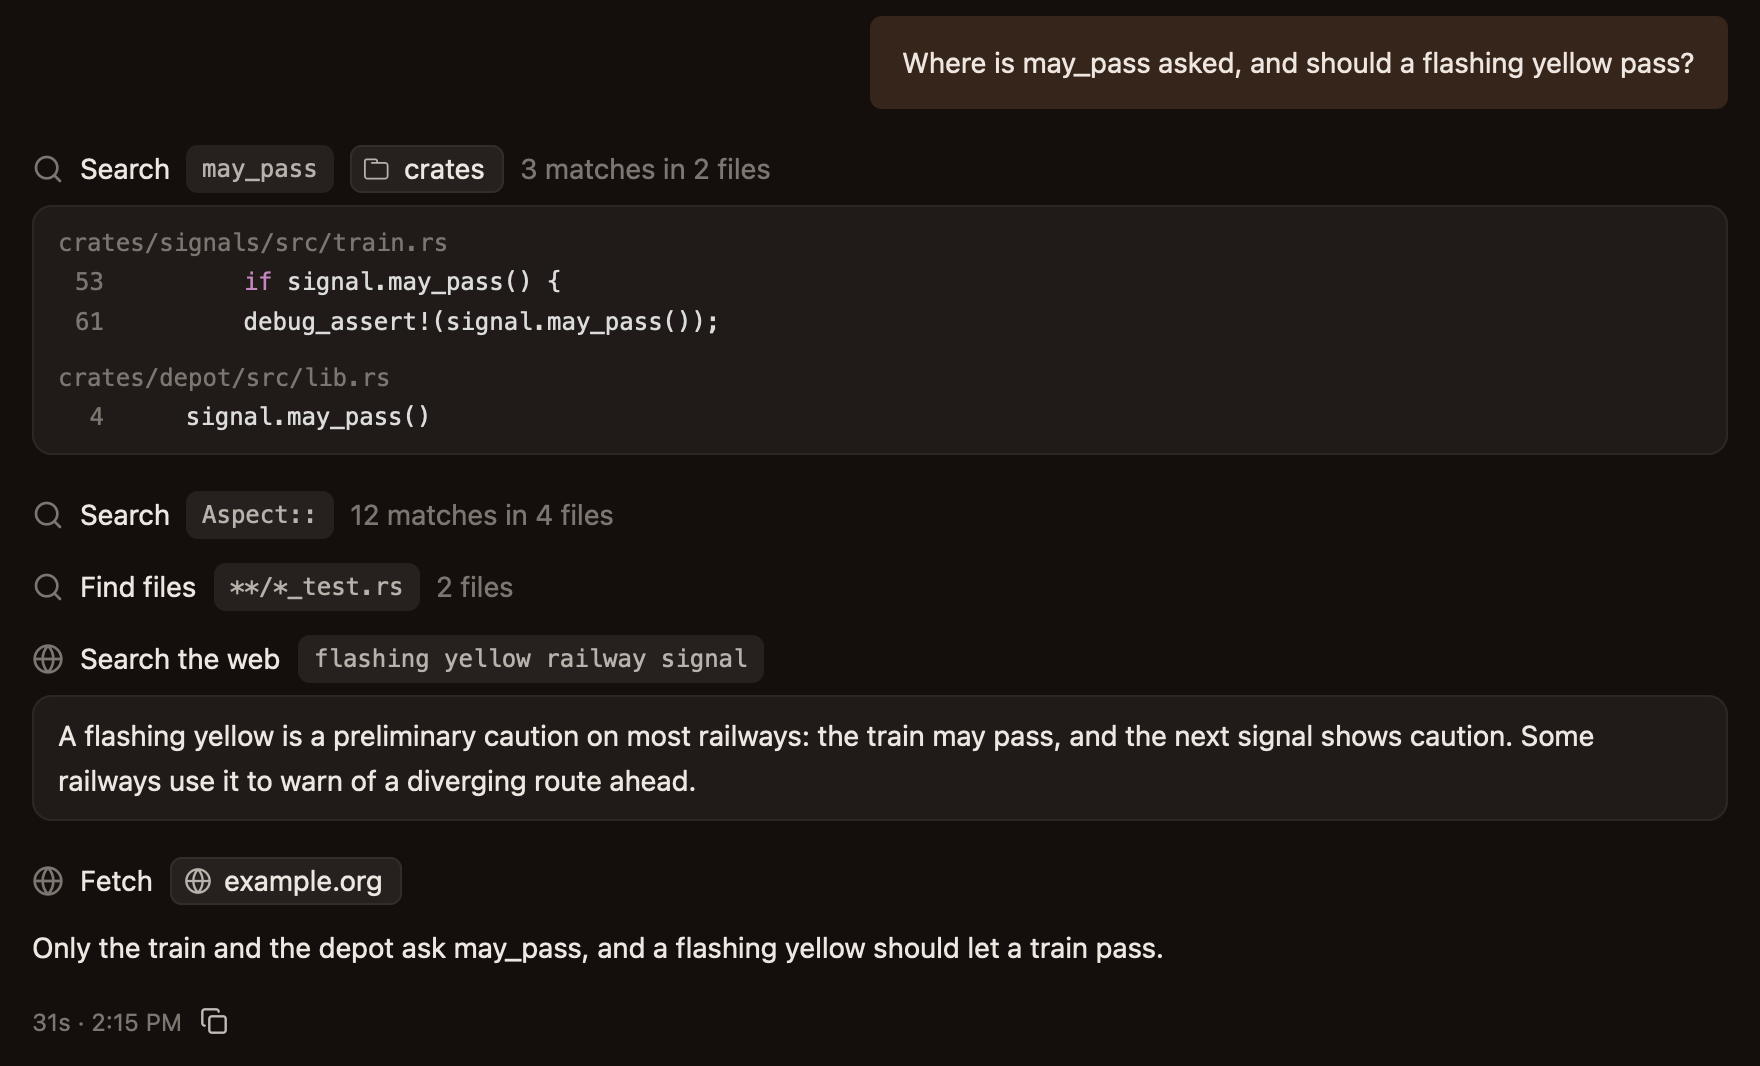 Where is may_pass asked, and should a flashing yellow pass?
Search may_pass crates 3 matches in 2 files
crates/signals/src/train.rs
53 if signal.may_pass() {
61 debug_assert!(signal.may_pass());
crates/depot/src/lib.rs
4 signal.may_pass()
Search Aspect:: 12 matches in 4 files
Find files **/*_test.rs 2 files
Search the web flashing yellow railway signal
A flashing yellow is a preliminary caution on most railways: the train may pass, and the next signal shows caution. Some
railways use it to warn of a diverging route ahead.
Fetch example.org
Only the train and the depot ask may_pass, and a flashing yellow should let a train pass.
31s · 2:15 PM